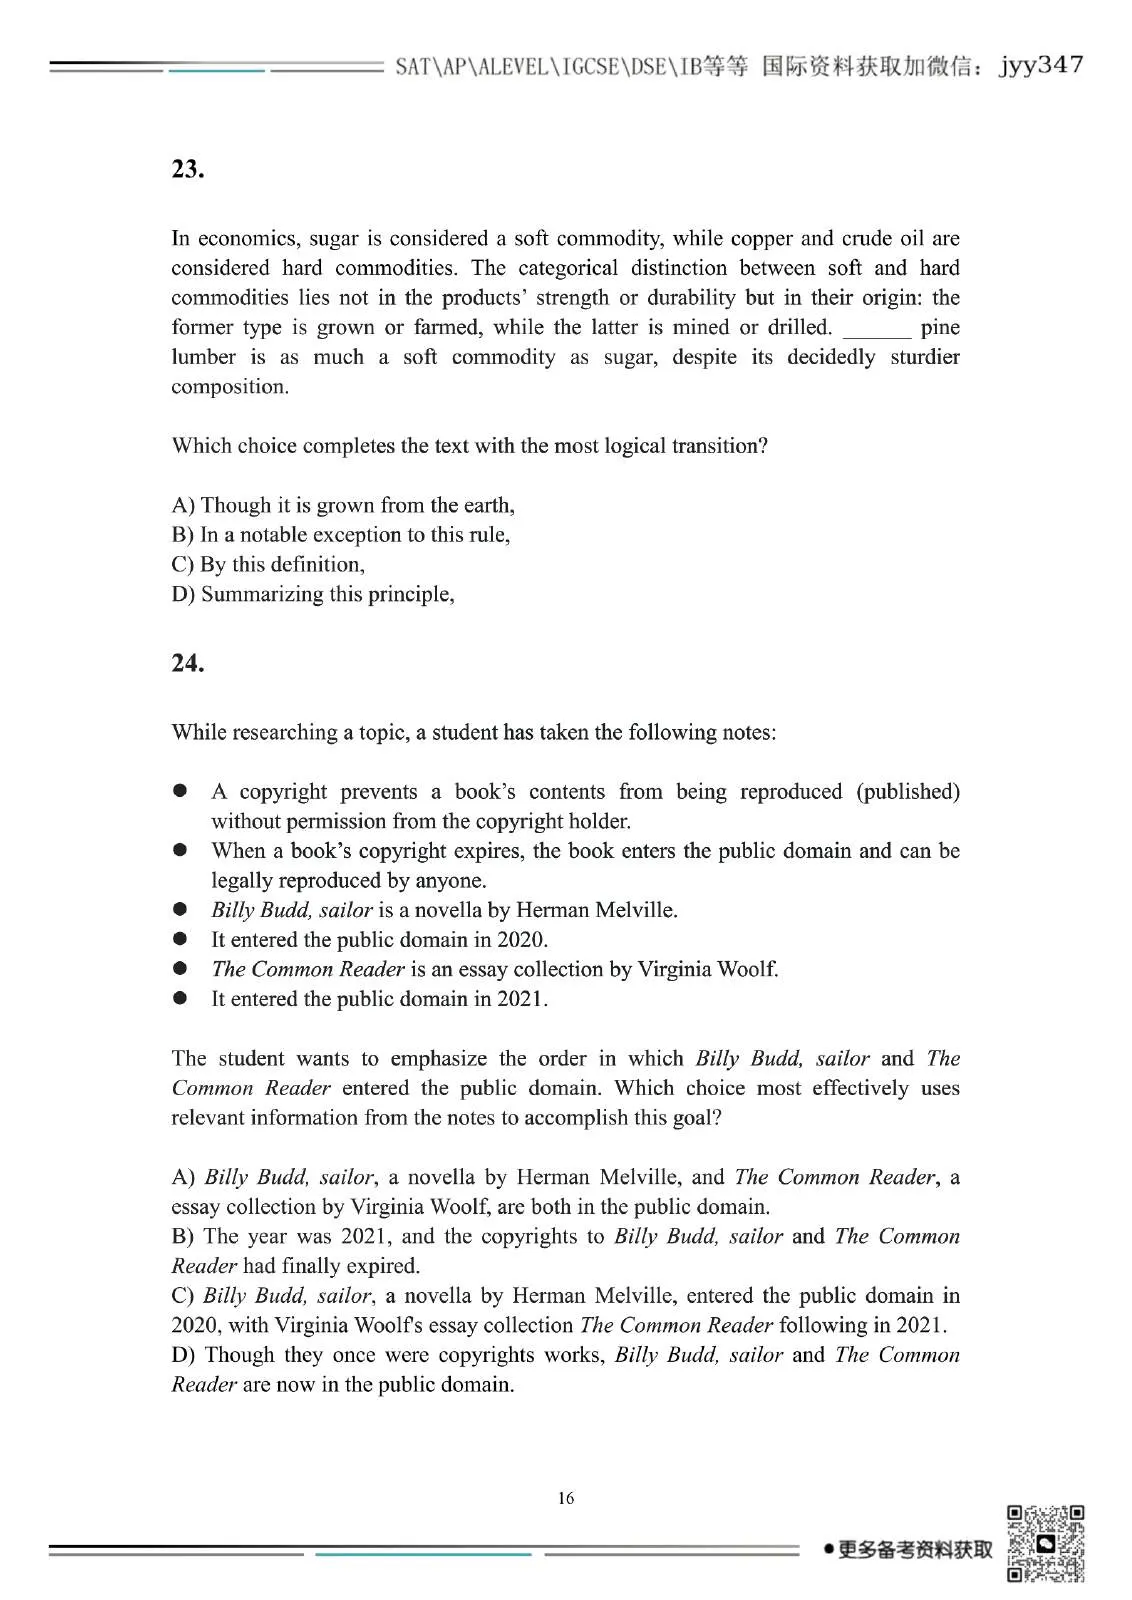 SAT\AP\ALEVEL\IGCSE\DSE\IB等等 国际资料获取加微信： jyy347
23.
In economics, sugar is considered a soft commodity, while copper and crude oil are
considered hard commodities. The categorical distinction between soft and hard
commodities lies not in the products’ strength or durability but in their origin: the
former type is grown or farmed, while the latter is mined or drilled. ______ pine
lumber is as much a soft commodity as sugar, despite its decidedly sturdier
composition.
Which choice completes the text with the most logical transition?
A) Though it is grown from the earth,
B) In a notable exception to this rule,
C) By this definition,
D) Summarizing this principle,
24.
While researching a topic, a student has taken the following notes:
● A copyright prevents a book’s contents from being reproduced (published)
without permission from the copyright holder.
● When a book’s copyright expires, the book enters the public domain and can be
legally reproduced by anyone.
● Billy Budd, sailor is a novella by Herman Melville.
● It entered the public domain in 2020.
● The Common Reader is an essay collection by Virginia Woolf.
● It entered the public domain in 2021.
The student wants to emphasize the order in which Billy Budd, sailor and The
Common Reader entered the public domain. Which choice most effectively uses
relevant information from the notes to accomplish this goal?
A) Billy Budd, sailor, a novella by Herman Melville, and The Common Reader, a
essay collection by Virginia Woolf, are both in the public domain.
B) The year was 2021, and the copyrights to Billy Budd, sailor and The Common
Reader had finally expired.
C) Billy Budd, sailor, a novella by Herman Melville, entered the public domain in
2020, with Virginia Woolf's essay collection The Common Reader following in 2021.
D) Though they once were copyrights works, Billy Budd, sailor and The Common
Reader are now in the public domain.
16
●更多备考资料获取